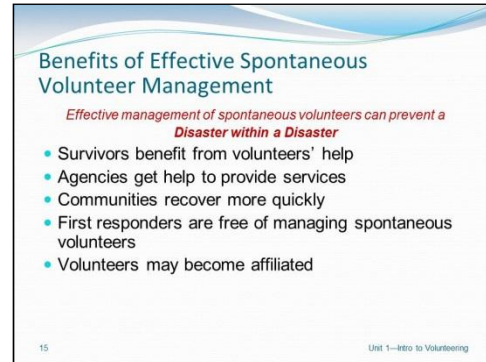 Benefits of Effective Spontaneous
Volunteer Management
Effective management of spontaneous volunteers can prevent a
Disaster within a Disaster
• Survivors benefit from volunteers' help
• Agencies get help to provide services
• Communities recover more quickly
• First responders are free of managing spontaneous
volunteers
• Volunteers may become affiliated
15
Unit 1—Intro to Volunteering